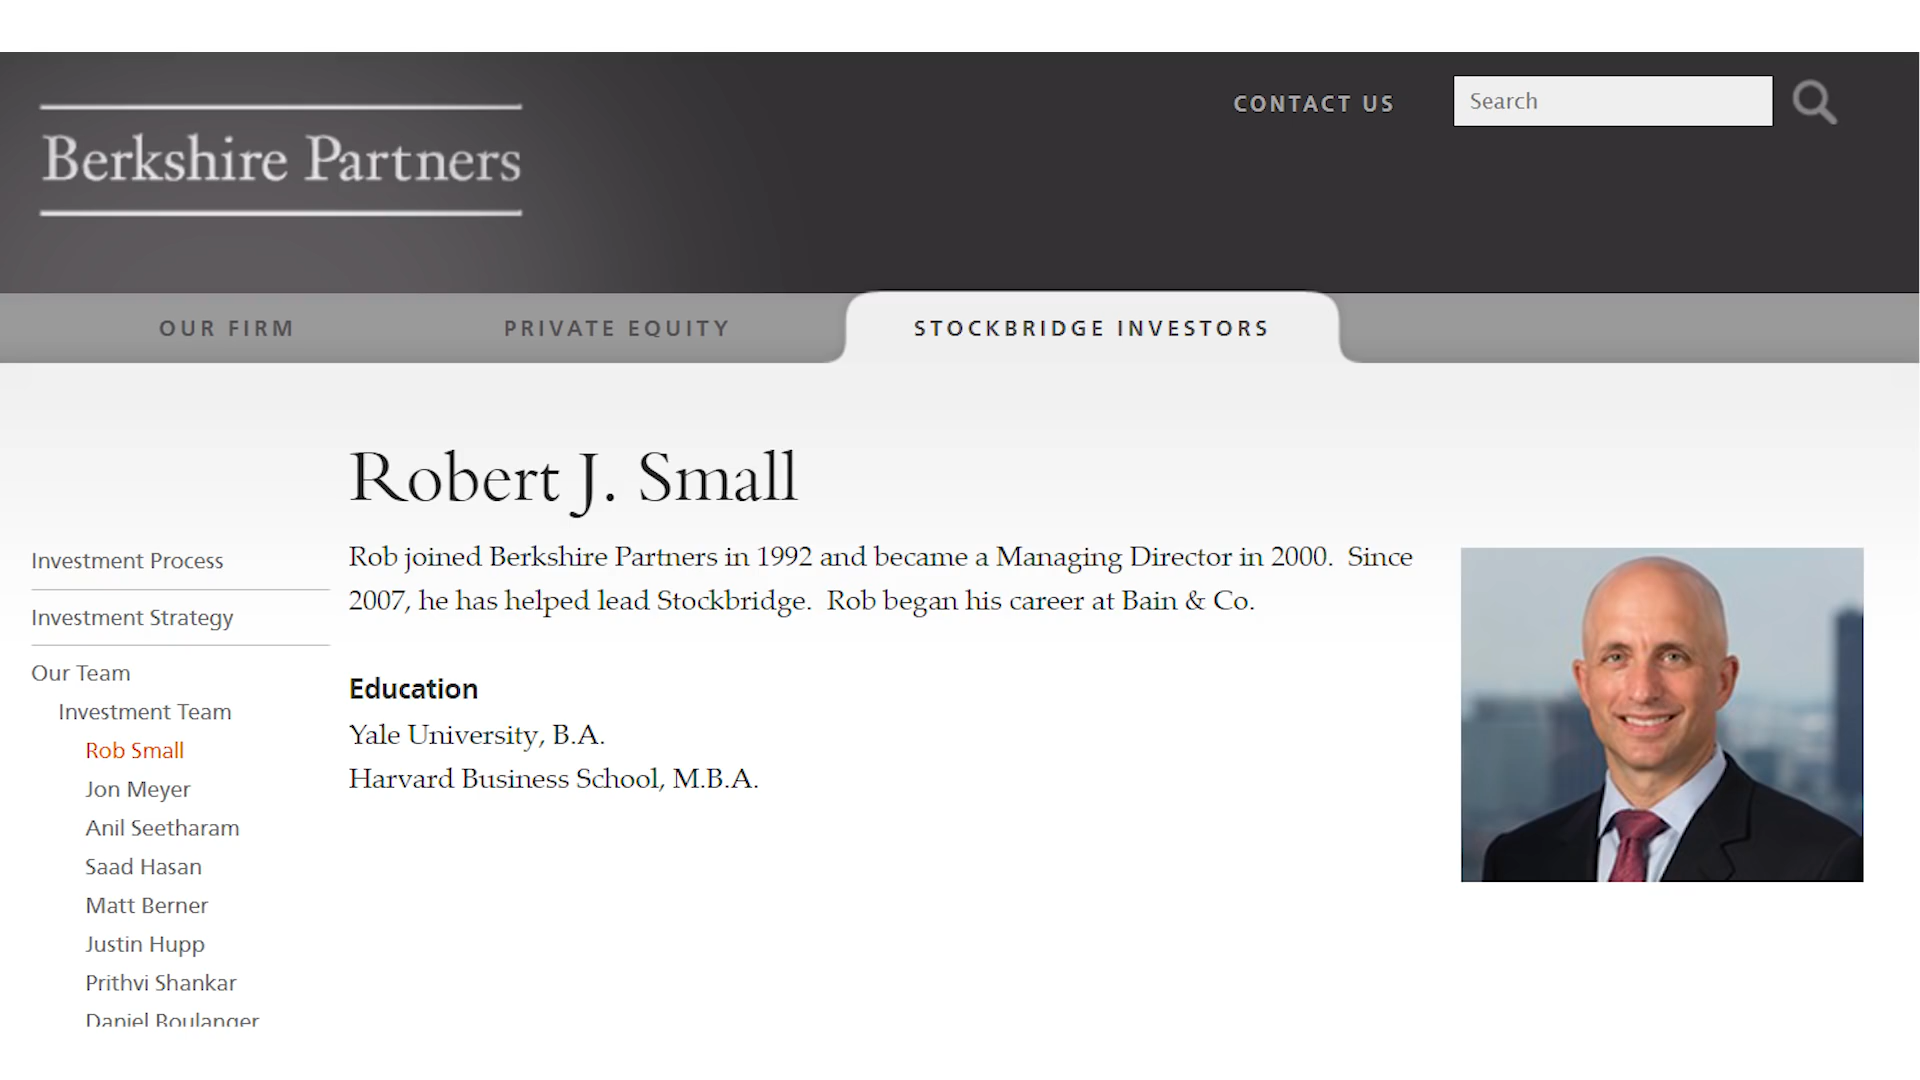 Berkshire Partners
CONTACT US
Search
OUR FIRM
PRIVATE EQUITY
STOCKBRIDGE INVESTORS
Robert J. Small
Investment Process
Investment Strategy
Our Team
Investment Team
Rob Small
Jon Meyer
Anil Seetharam
Saad Hasan
Matt Berner
Justin Hupp
Prithvi Shankar
Daniel Boulanger
Rob joined Berkshire Partners in 1992 and became a Managing Director in 2000.  Since
2007, he has helped lead Stockbridge.  Rob began his career at Bain & Co.
Education
Yale University, B.A.
Harvard Business School, M.B.A.